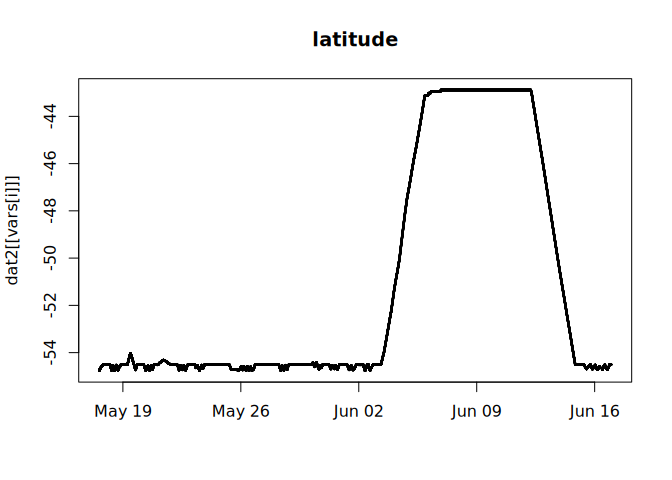 latitude
dat2[[vars[i]]]
-44
-46
-48
-50
-52
-54
May 19
May 26
Jun 02
Jun 09
Jun 16